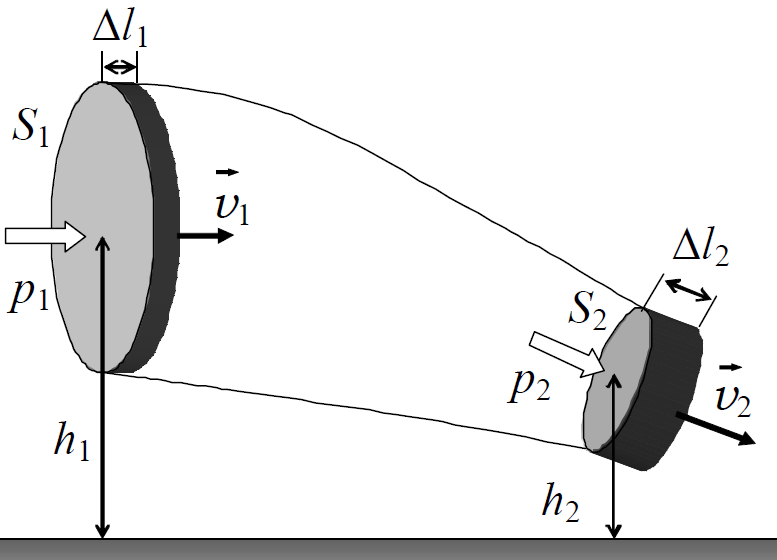 Δl₁
S₁
v₁
p₁
Δl₂
S₂
p₂
v₂
h₁
h₂